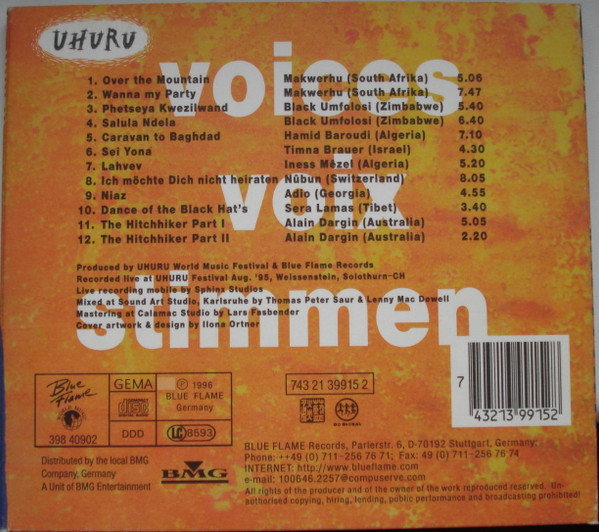 UHURU
voices
1. Over the Mountain Makwerhu (South Afrika) 5.06
2. Wanna my Party Makwerhu (South Afrika) 7.47
3. Phetseya Kwezilwand Black Umfolosi (Zimbabwe) 5.40
4. Salula Ndela Black Umfolosi (Zimbabwe) 6.40
5. Caravan to Baghdad Hamid Baroudi (Algeria) 7.10
6. Sei Yona Timna Brauer (Israel) 4.30
7. Lahvev Iness Mêzel (Algeria) 5.20
8. Ich möchte Dich nicht heiraten Nûbun (Switzerland) 8.05
voix
9. Niaz Adio (Georgia) 4.55
10. Dance of the Black Hat's Sera Lamas (Tibet) 3.40
11. The Hitchhiker Part I Alain Dargin (Australia) 5.05
12. The Hitchhiker Part II Alain Dargin (Australia) 2.20
Produced by UHURU World Music Festival & Blue Flame Records
Recorded live at UHURU Festival Aug. '95, Weissenstein, Solothurn-CH
Live recording mobile by Sphinx Studios
Mixed at Sound Art Studio, Karlsruhe by Thomas Peter Saur & Lenny Mac Dowell
Mastering at Calamac Studio by Lars Fasbender
Cover artwork & design by Ilona Ortner
stimmen
Blue Flame
398 40902
GEMA
COMPACT disc DIGITAL AUDIO
DDD
℗ 1996
BLUE FLAME
Germany
LC 8593
743 21 39915 2
7 43213 99152
Distributed by the local BMG
Company, Germany
A Unit of BMG Entertainment
BMG
BLUE FLAME Records, Parlerstr. 6, D-70192 Stuttgart, Germany:
Phone: ++49 (0) 711-256 76 71; Fax: 49 (0) 711-256 76 74
INTERNET: http://www.blueflame.com
e-mail: 100646.2257@compuserve.com
All rights of the producer and of the owner of the work reproduced reserved. Un-
authorised copying, hiring, lending, public performance and broadcasting prohibited!